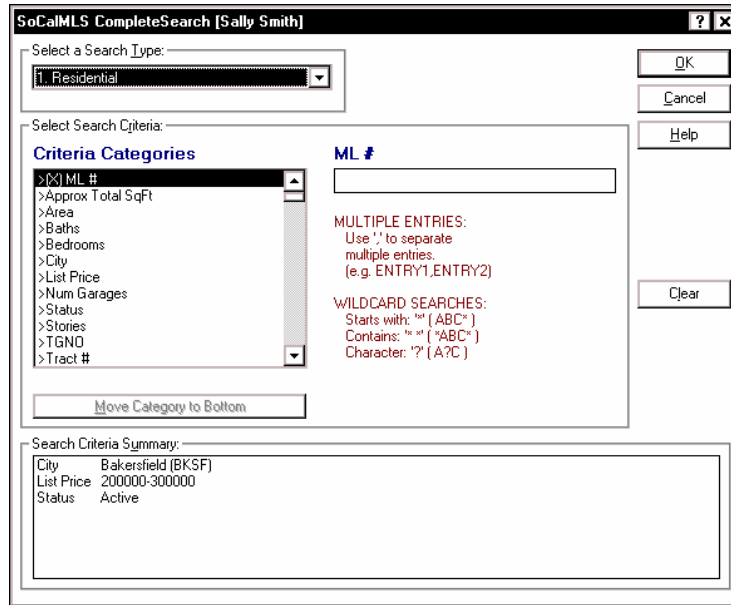 SoCalMLS CompleteSearch [Sally Smith]
Select a Search Type:
1. Residential
OK
Cancel
Help
Select Search Criteria:
Criteria Categories
>(X) ML #
>Approx Total SqFt
>Area
>Baths
>Bedrooms
>City
>List Price
>Num Garages
>Status
>Stories
>TGNO
>Tract #
Move Category to Bottom
ML #
MULTIPLE ENTRIES:
Use ',' to separate
multiple entries.
(e.g. ENTRY1,ENTRY2)
WILDCARD SEARCHES:
Starts with: '*' ( ABC* )
Contains: '* *' ( *ABC* )
Character: '?' ( A?C )
Clear
Search Criteria Summary:
City Bakersfield (BKSF)
List Price 200000-300000
Status Active